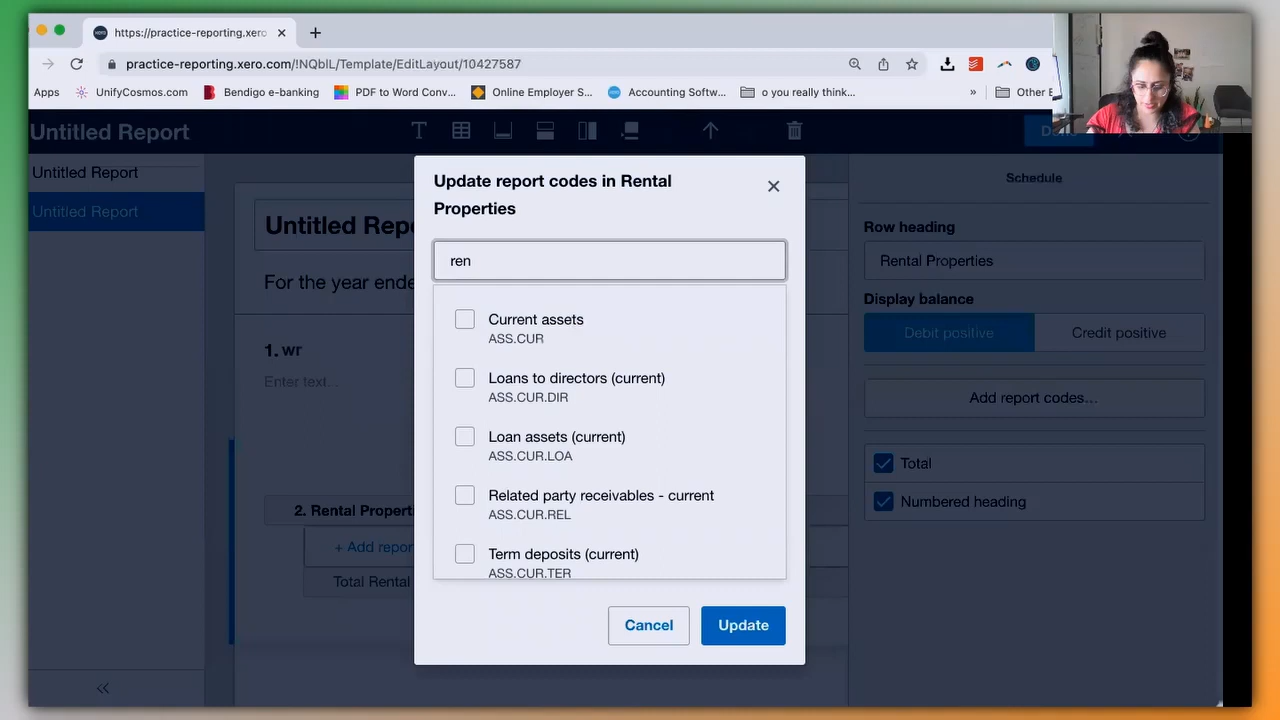 https://practice-reporting.xero
practice-reporting.xero.com/!NQblL/Template/EditLayout/10427587
Apps
UnifyCosmos.com
Bendigo e-banking
PDF to Word Con...
Online Employer S...
Accounting Softw...
o you really think...
»
Untitled Report
Untitled Report
Untitled Report
«
Untitled Repo
For the year ende
1. wr
Enter text...
2. Rental Propert
+ Add repor
Total Rental
Update report codes in Rental
Properties
ren
Current assets
ASS.CUR
Loans to directors (current)
ASS.CUR.DIR
Loan assets (current)
ASS.CUR.LOA
Related party receivables - current
ASS.CUR.REL
Term deposits (current)
ASS.CUR.TER
Cancel
Update
Schedule
Row heading
Rental Properties
Display balance
Debit positive
Credit positive
Add report codes...
Total
Numbered heading